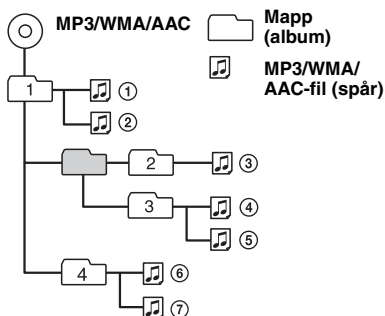 MP3/WMA/AAC
Mapp
(album)
MP3/WMA/
AAC-fil (spår)
1
①
②
2
③
3
④
⑤
4
⑥
⑦